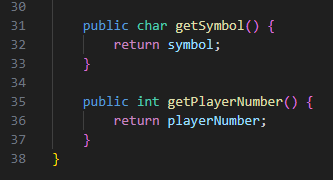 30
31 public char getSymbol() {
32 return symbol;
33 }
34
35 public int getPlayerNumber() {
36 return playerNumber;
37 }
38 }